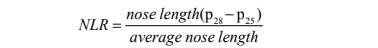 NLR = nose length(p₂₈ − p₂₅) / average nose length